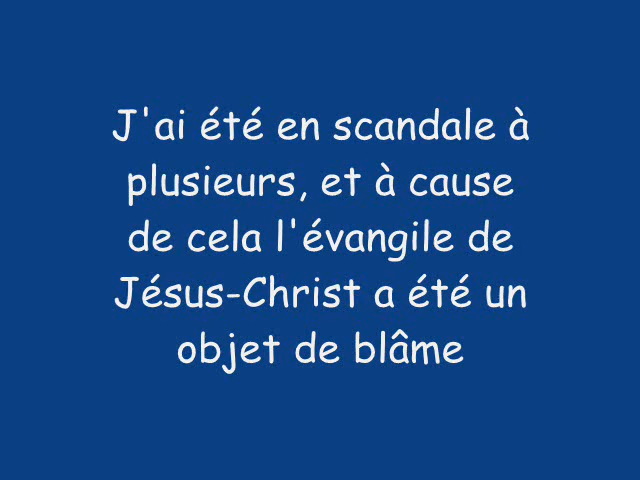 J'ai été en scandale à
plusieurs, et à cause
de cela l'évangile de
Jésus-Christ a été un
objet de blâme